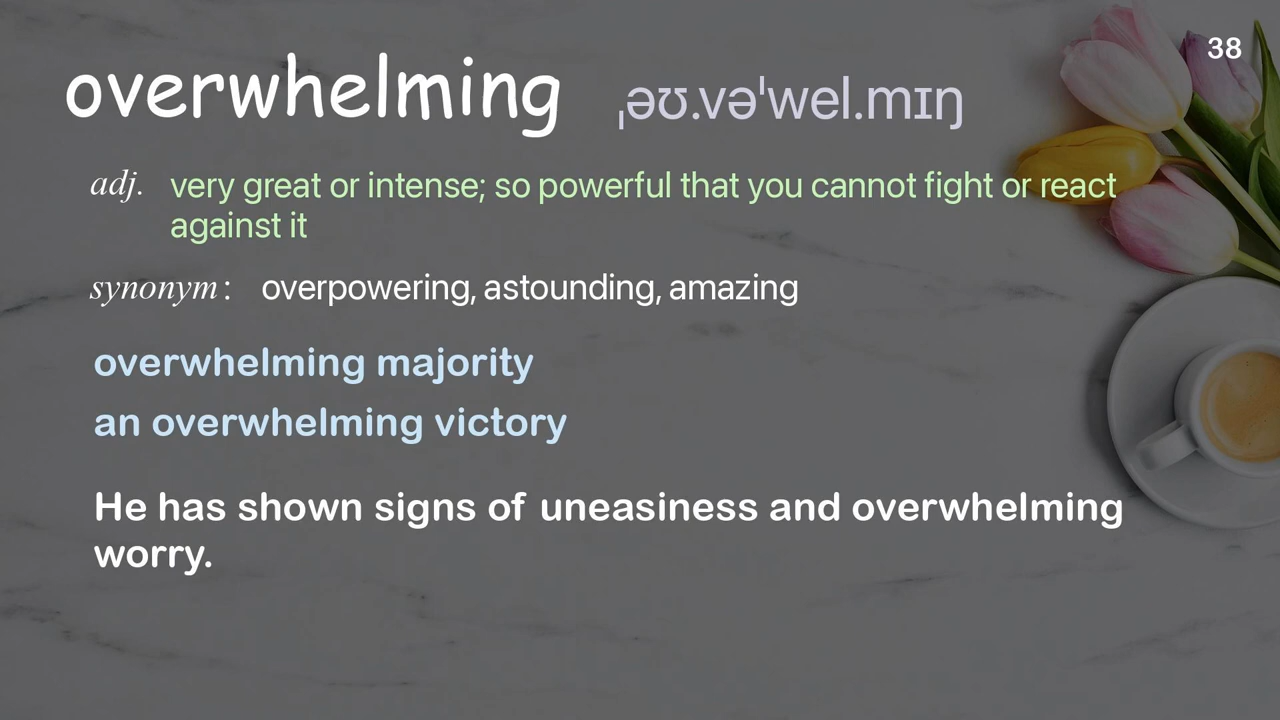 38
overwhelming ˌəʊ.vəˈwel.mɪŋ
adj. very great or intense; so powerful that you cannot fight or react
against it
synonym: overpowering, astounding, amazing
overwhelming majority
an overwhelming victory
He has shown signs of uneasiness and overwhelming
worry.